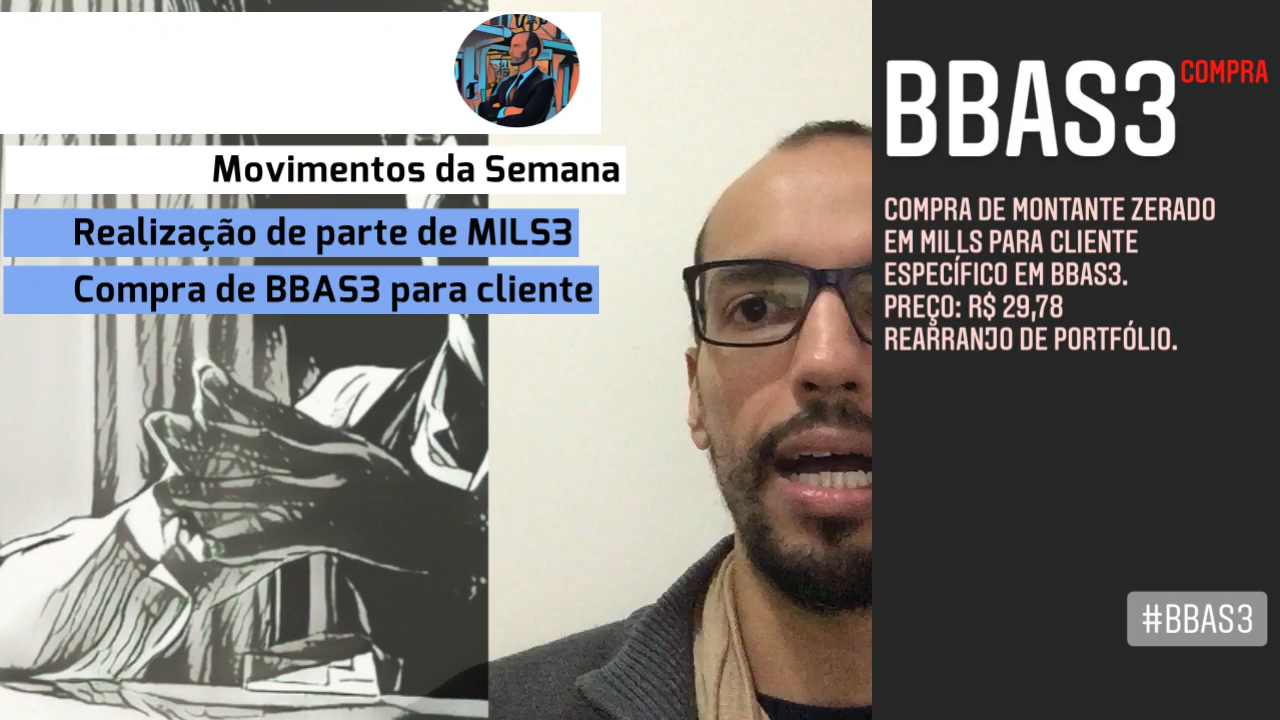 Movimentos da Semana
Realização de parte de MILS3
Compra de BBAS3 para cliente
BBAS3 COMPRA
COMPRA DE MONTANTE ZERADO
EM MILLS PARA CLIENTE
ESPECÍFICO EM BBAS3.
PREÇO: R$ 29,78
REARRANJO DE PORTFÓLIO.
#BBAS3